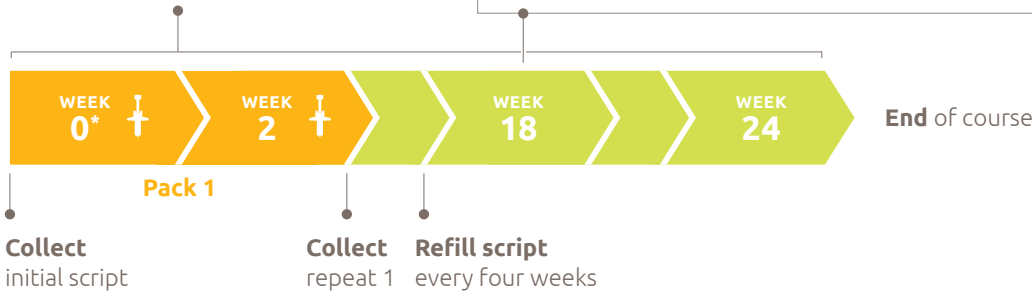 WEEK
0*
WEEK
2
WEEK
18
WEEK
24
End of course
Pack 1
Collect
initial script
Collect
repeat 1
Refill script
every four weeks